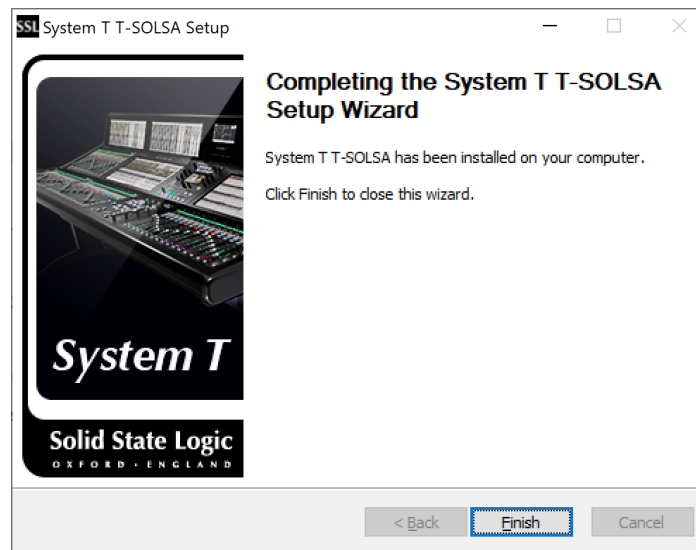 SSL System T T-SOLSA Setup
Completing the System T T-SOLSA
Setup Wizard
System T T-SOLSA has been installed on your computer.
Click Finish to close this wizard.
System T
Solid State Logic
OXFORD · ENGLAND
< Back
Finish
Cancel